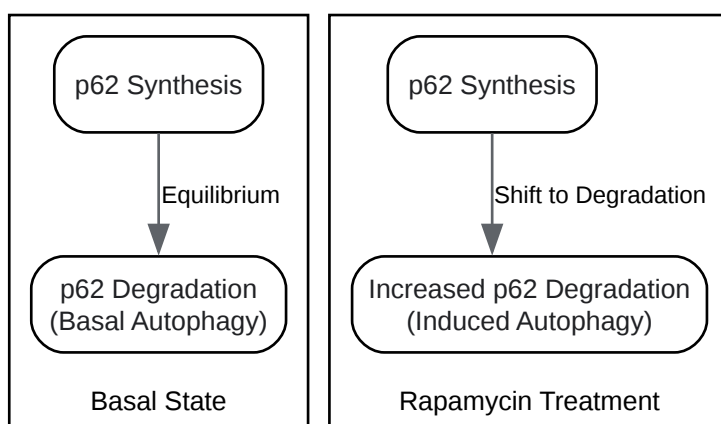 p62 Synthesis
Equilibrium
p62 Degradation
(Basal Autophagy)
Basal State
p62 Synthesis
Shift to Degradation
Increased p62 Degradation
(Induced Autophagy)
Rapamycin Treatment